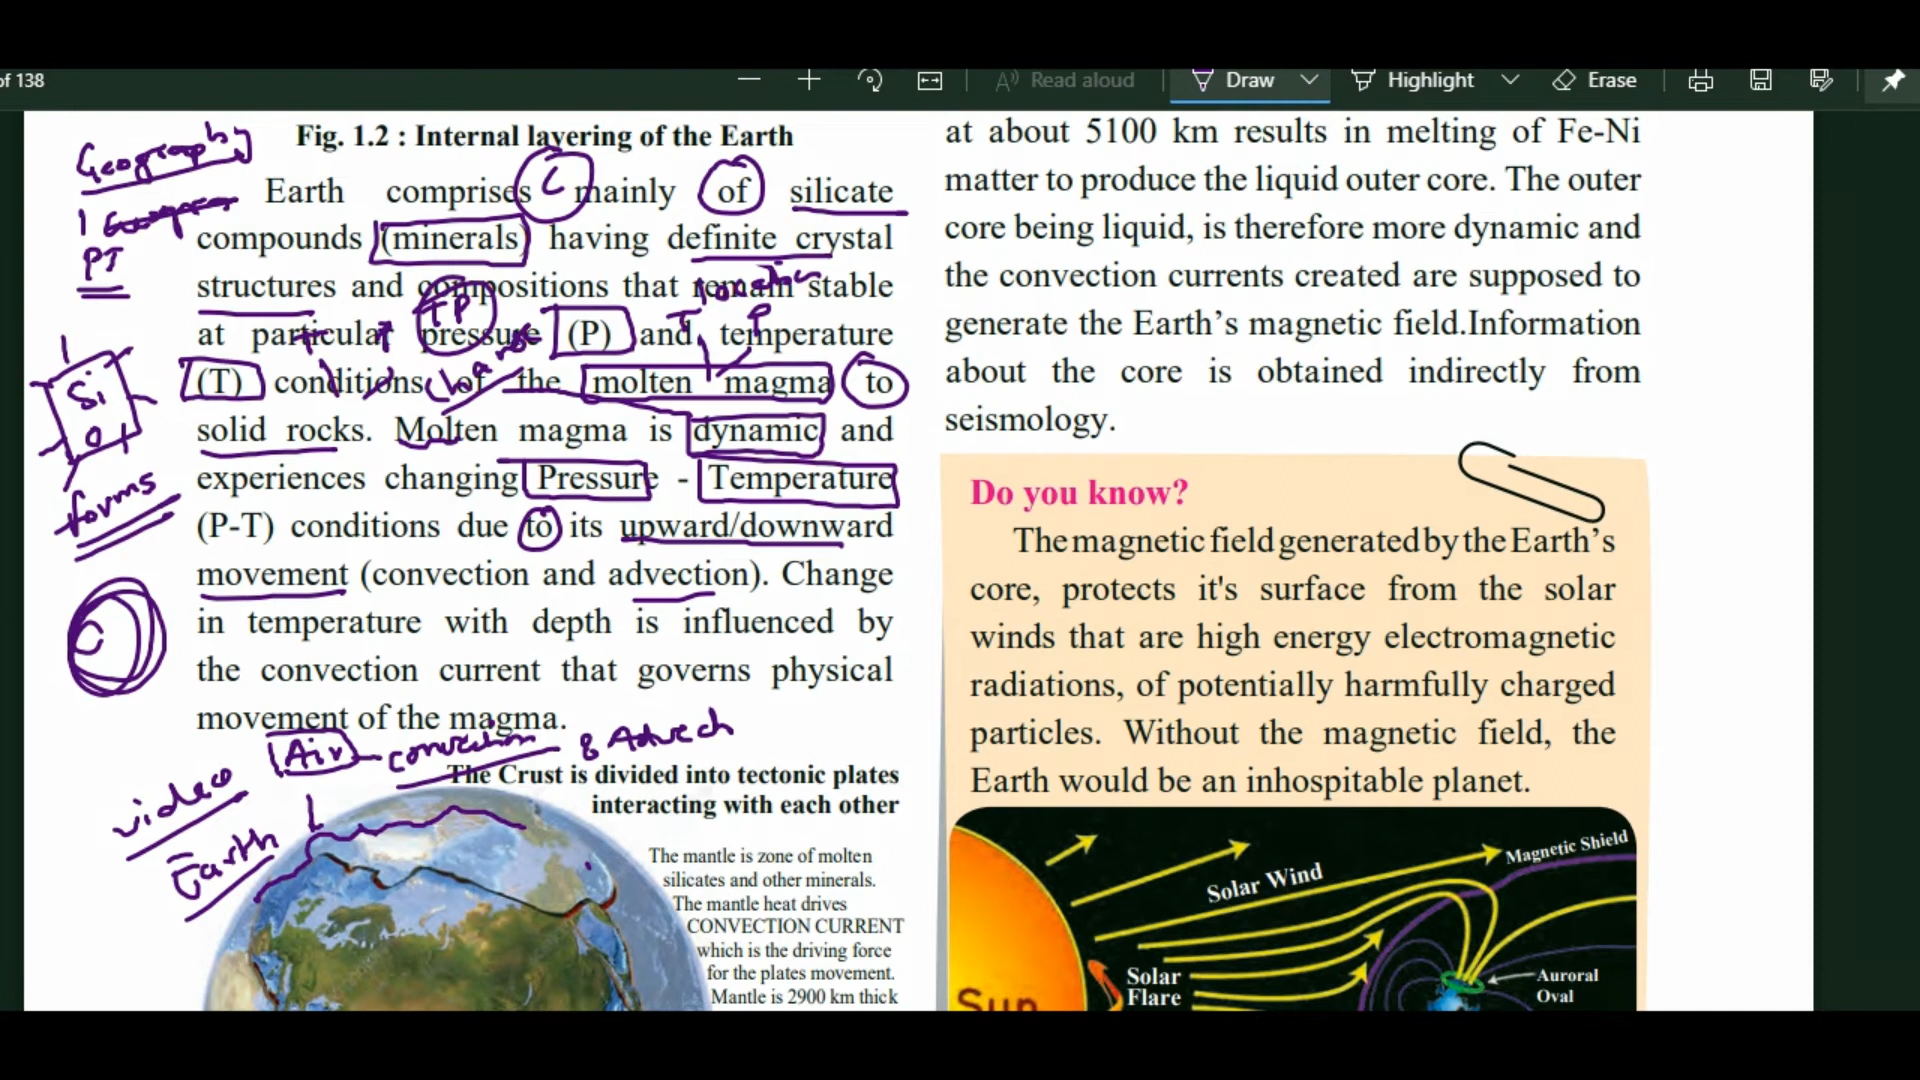 of 138
Read aloud
Draw
Highlight
Erase
Geography
PT
Si
O
forms
Fig. 1.2 : Internal layering of the Earth
Earth comprises mainly of silicate
compounds (minerals) having definite crystal
structures and compositions that remain stable
at particular pressure (P) and temperature
(T) conditions of the molten magma to
solid rocks. Molten magma is dynamic and
experiences changing Pressure - Temperature
(P-T) conditions due to its upward/downward
movement (convection and advection). Change
in temperature with depth is influenced by
the convection current that governs physical
movement of the magma.
Air convection & Advech
video
Earth
The Crust is divided into tectonic plates
interacting with each other
The mantle is zone of molten
silicates and other minerals.
The mantle heat drives
CONVECTION CURRENT
which is the driving force
for the plates movement.
Mantle is 2900 km thick
at about 5100 km results in melting of Fe-Ni
matter to produce the liquid outer core. The outer
core being liquid, is therefore more dynamic and
the convection currents created are supposed to
generate the Earth’s magnetic field.Information
about the core is obtained indirectly from
seismology.
Do you know?
The magnetic field generated by the Earth’s
core, protects it's surface from the solar
winds that are high energy electromagnetic
radiations, of potentially harmfully charged
particles. Without the magnetic field, the
Earth would be an inhospitable planet.
Magnetic Shield
Solar Wind
Solar
Flare
Auroral
Oval
Sun